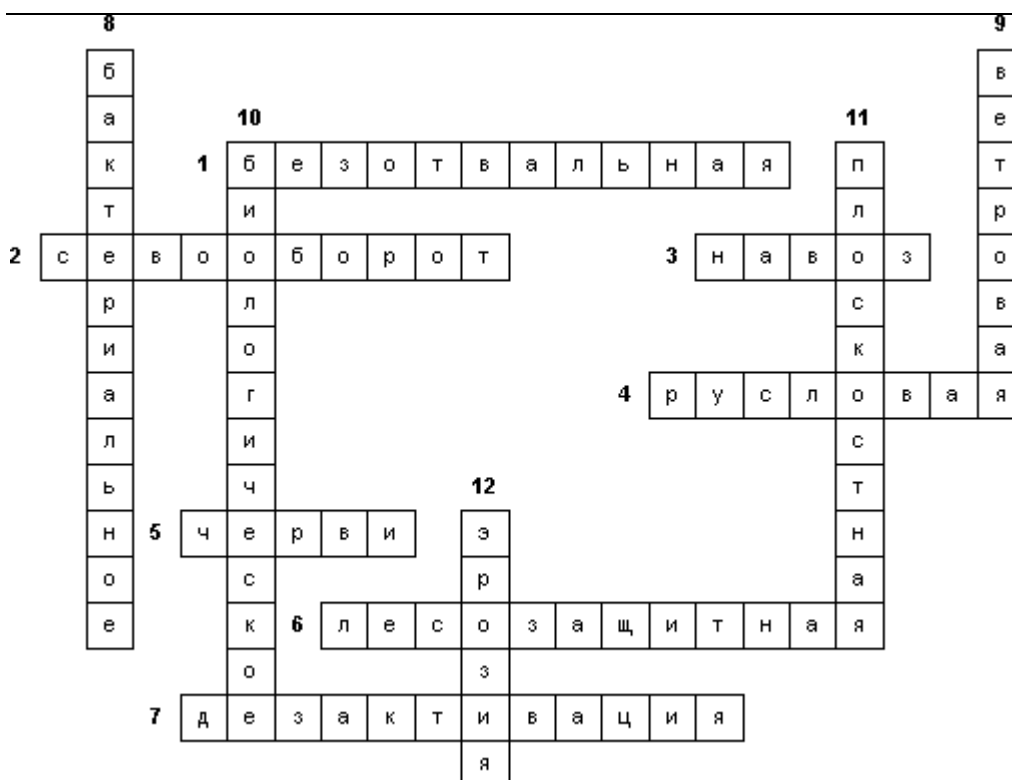 8 9
б в
а 10 11 е
к 1 б е з о т в а л ь н а я п т
т и л р
2 с е в о о б о р о т 3 н а в о з о
р л с в
и о к а
а г 4 р у с л о в а я
л и с
ь ч 12 т
н 5 ч е р в и э н
о с р а
е к 6 л е с о з а щ и т н а я
о з
7 д е з а к т и в а ц и я
я